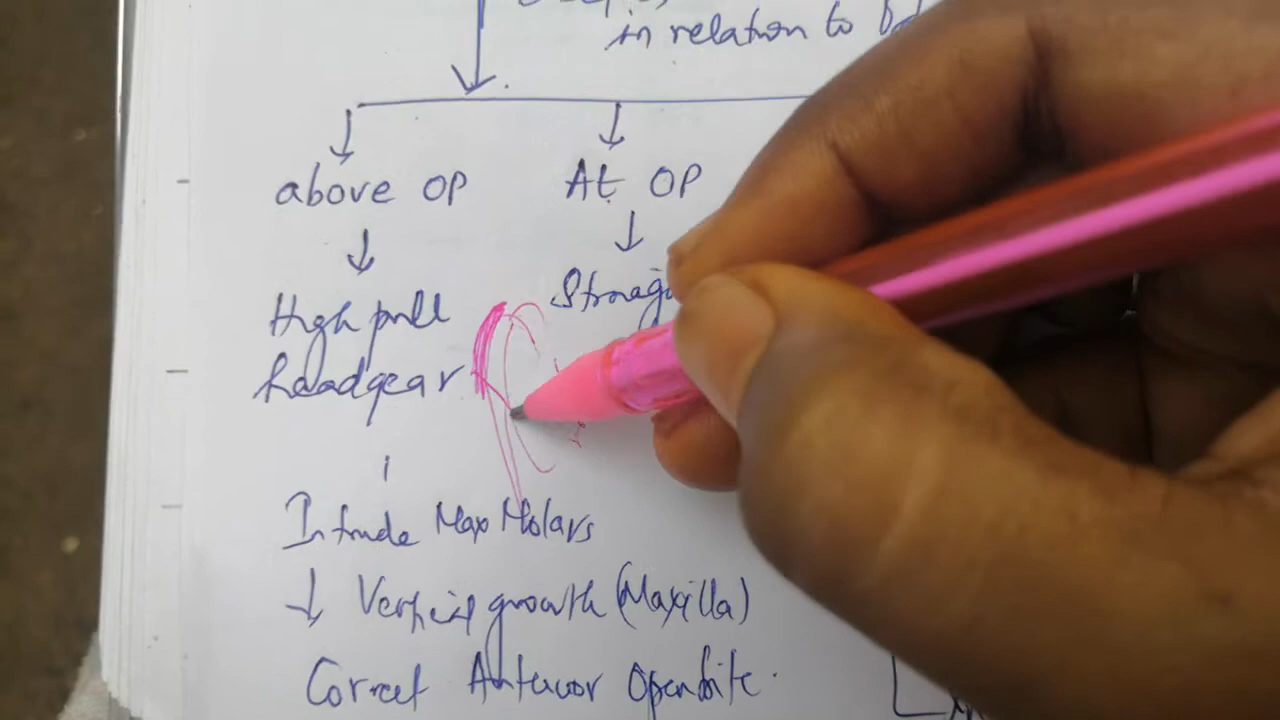 in relation to
above OP
At OP
High pull
headgear
Intrude Max Molars
↓ Vertical growth (Maxilla)
Correct Anterior Openbite.